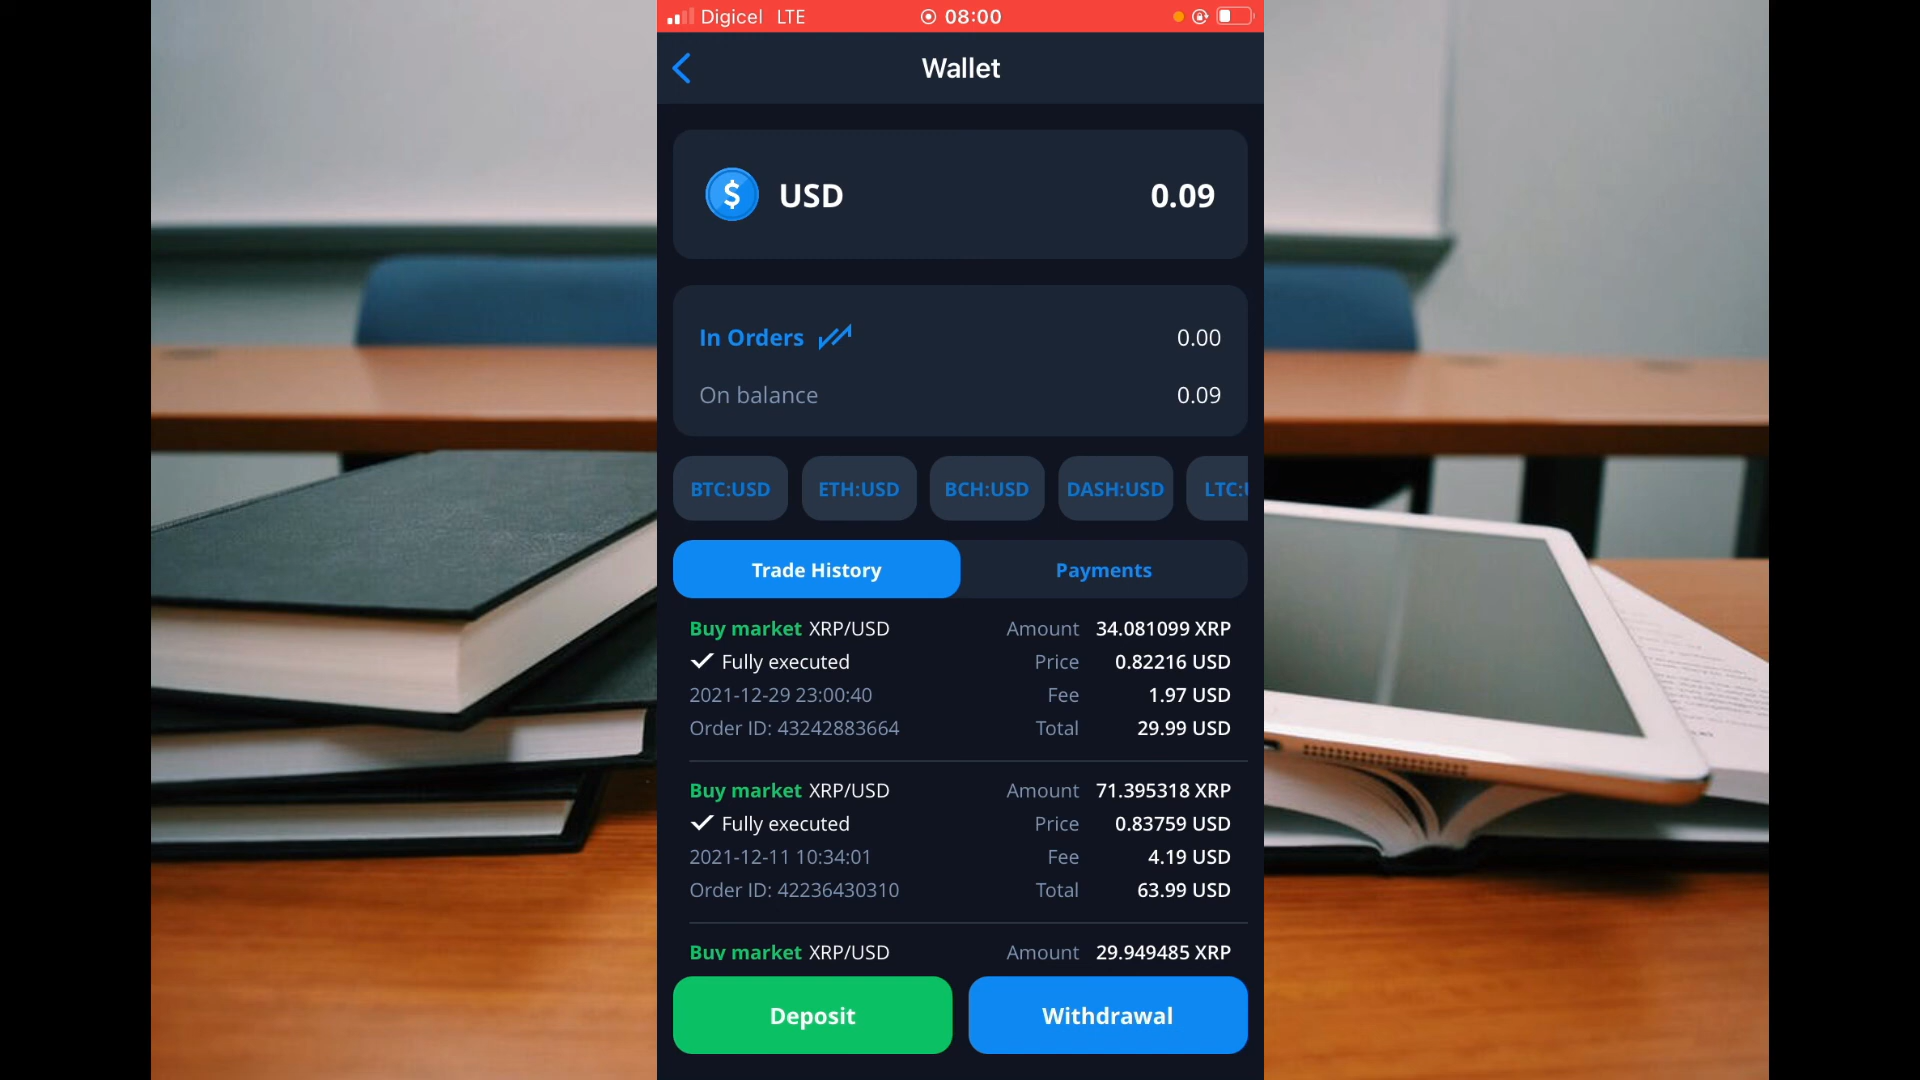 Digicel LTE 08:00
Wallet
$ USD 0.09
In Orders 0.00
On balance 0.09
BTC:USD ETH:USD BCH:USD DASH:USD LTC:U
Trade History Payments
Buy market XRP/USD Amount 34.081099 XRP
Fully executed Price 0.82216 USD
2021-12-29 23:00:40 Fee 1.97 USD
Order ID: 43242883664 Total 29.99 USD
Buy market XRP/USD Amount 71.395318 XRP
Fully executed Price 0.83759 USD
2021-12-11 10:34:01 Fee 4.19 USD
Order ID: 42236430310 Total 63.99 USD
Buy market XRP/USD Amount 29.949485 XRP
Deposit Withdrawal